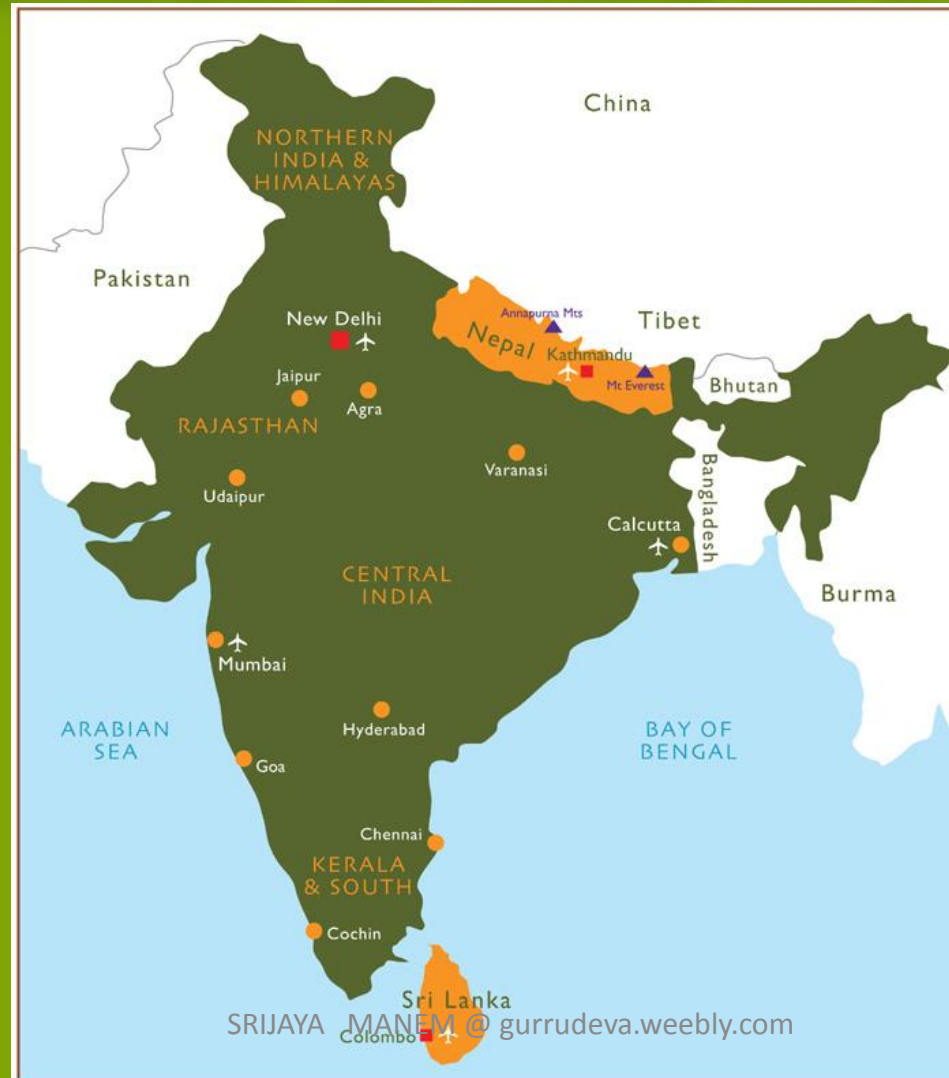 China
NORTHERN
INDIA &
HIMALAYAS
Pakistan
Annapurna Mts
New Delhi
Tibet
Nepal
Kathmandu
Jaipur
Mt Everest
Bhutan
Agra
RAJASTHAN
Varanasi
Bangladesh
Udaipur
Calcutta
CENTRAL
INDIA
Burma
Mumbai
ARABIAN
SEA
Hyderabad
BAY OF
BENGAL
Goa
Chennai
KERALA
& SOUTH
Cochin
Sri Lanka
SRIJAYA MANEM @ gurrudeva.weebly.com
Colombo